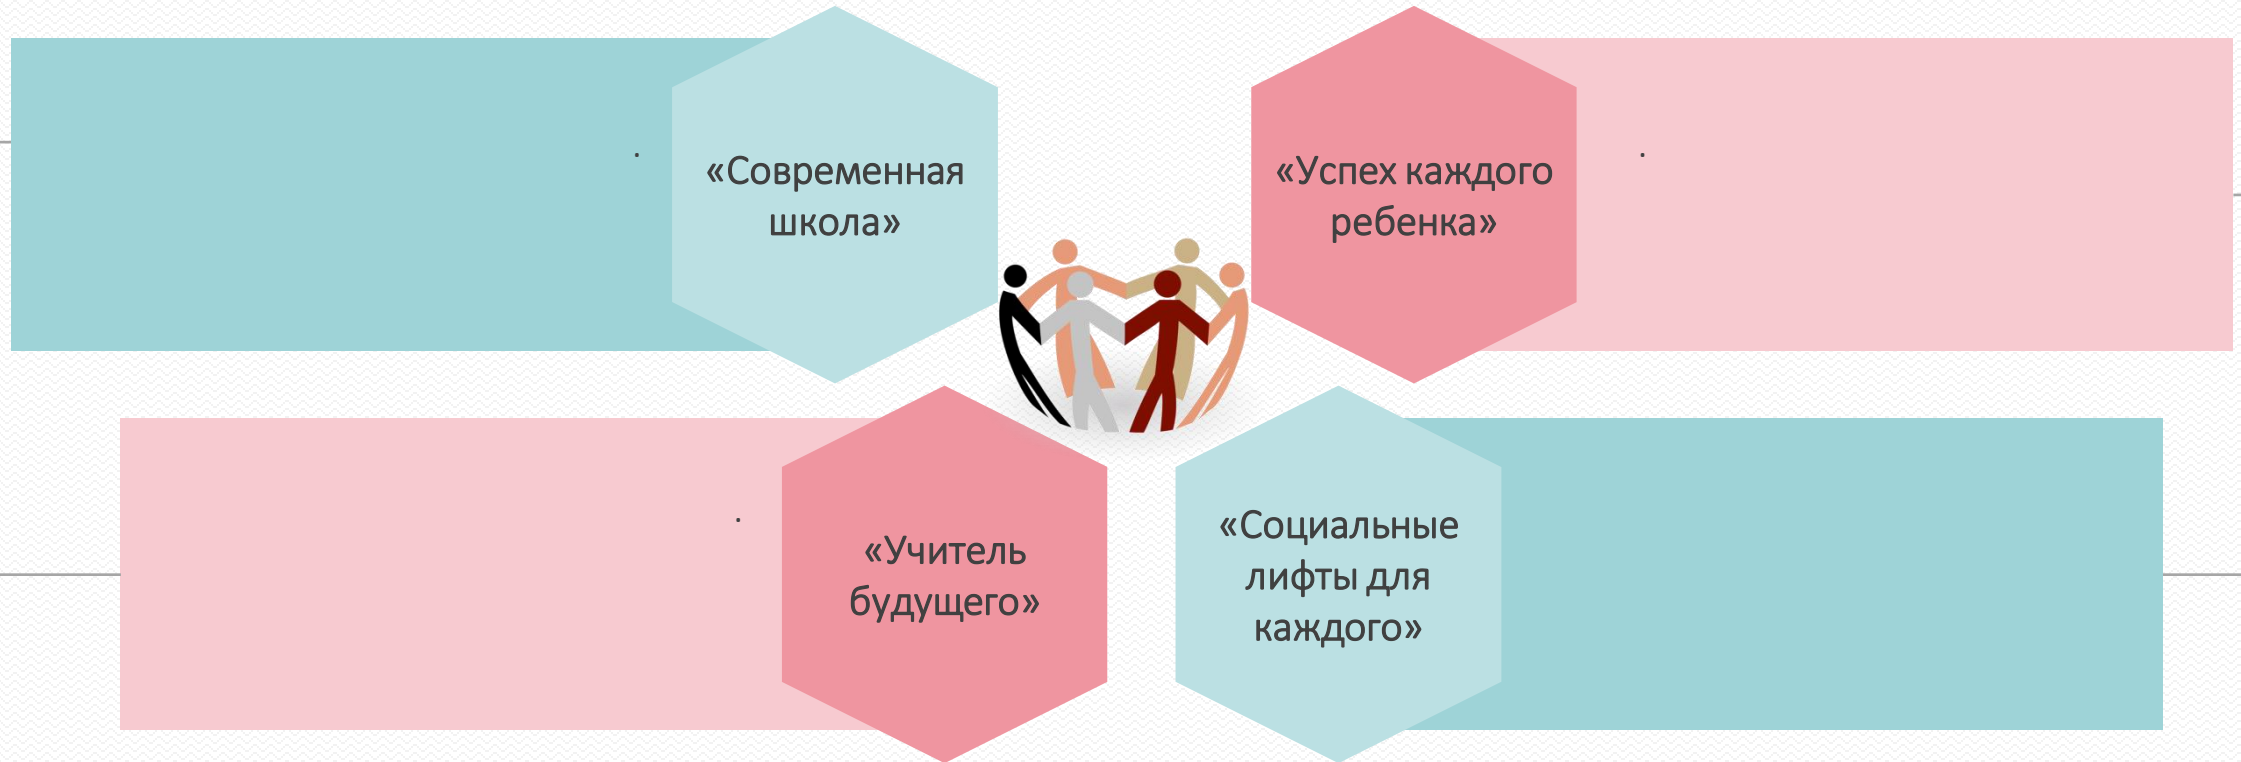 .
«Современная
школа»
«Успех каждого
ребенка»
.
.
«Учитель
будущего»
«Социальные
лифты для
каждого»